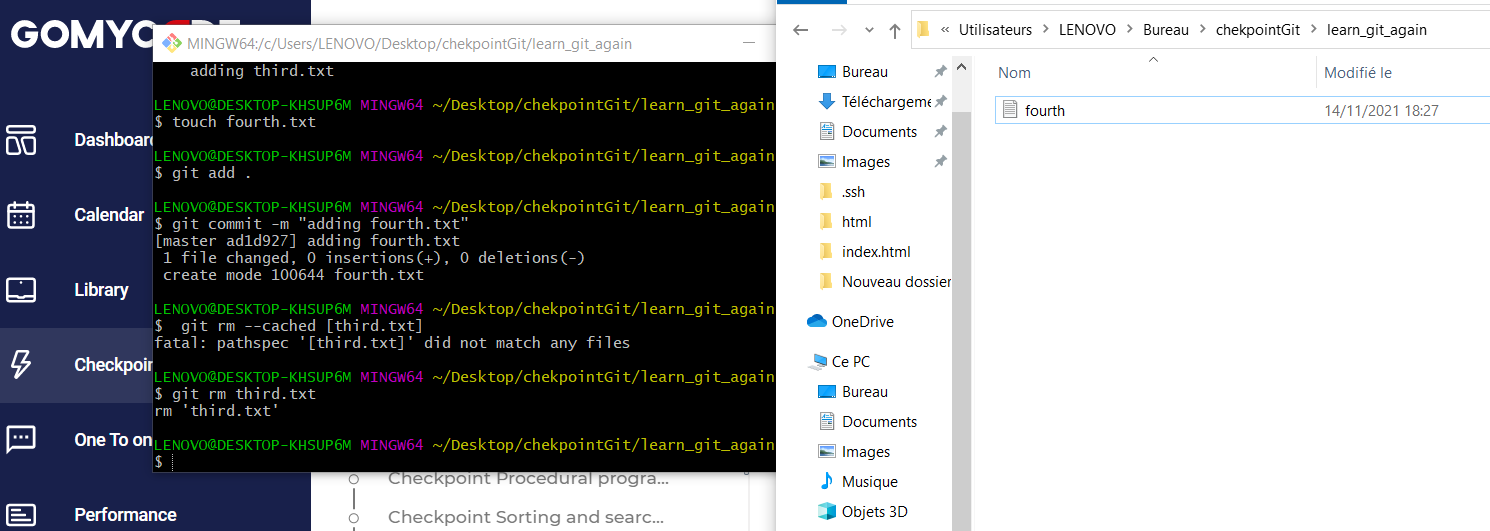 GOMYC
Dashboard
Calendar
Library
Checkpoin
One To on
Performance
MINGW64:/c/Users/LENOVO/Desktop/chekpointGit/learn_git_again
adding third.txt
LENOVO@DESKTOP-KHSUP6M MINGW64 ~/Desktop/chekpointGit/learn_git_again
$ touch fourth.txt
LENOVO@DESKTOP-KHSUP6M MINGW64 ~/Desktop/chekpointGit/learn_git_again
$ git add .
LENOVO@DESKTOP-KHSUP6M MINGW64 ~/Desktop/chekpointGit/learn_git_again
$ git commit -m "adding fourth.txt"
[master ad1d927] adding fourth.txt
1 file changed, 0 insertions(+), 0 deletions(-)
create mode 100644 fourth.txt
LENOVO@DESKTOP-KHSUP6M MINGW64 ~/Desktop/chekpointGit/learn_git_again
$  git rm --cached [third.txt]
fatal: pathspec '[third.txt]' did not match any files
LENOVO@DESKTOP-KHSUP6M MINGW64 ~/Desktop/chekpointGit/learn_git_again
$ git rm third.txt
rm 'third.txt'
LENOVO@DESKTOP-KHSUP6M MINGW64 ~/Desktop/chekpointGit/learn_git_again
$
Checkpoint Procedural progra...
Checkpoint Sorting and searc...
« Utilisateurs > LENOVO > Bureau > chekpointGit > learn_git_again
Bureau
Téléchargeme
Documents
Images
.ssh
html
index.html
Nouveau dossier
OneDrive
Ce PC
Bureau
Documents
Images
Musique
Objets 3D
Nom Modifié le
fourth 14/11/2021 18:27